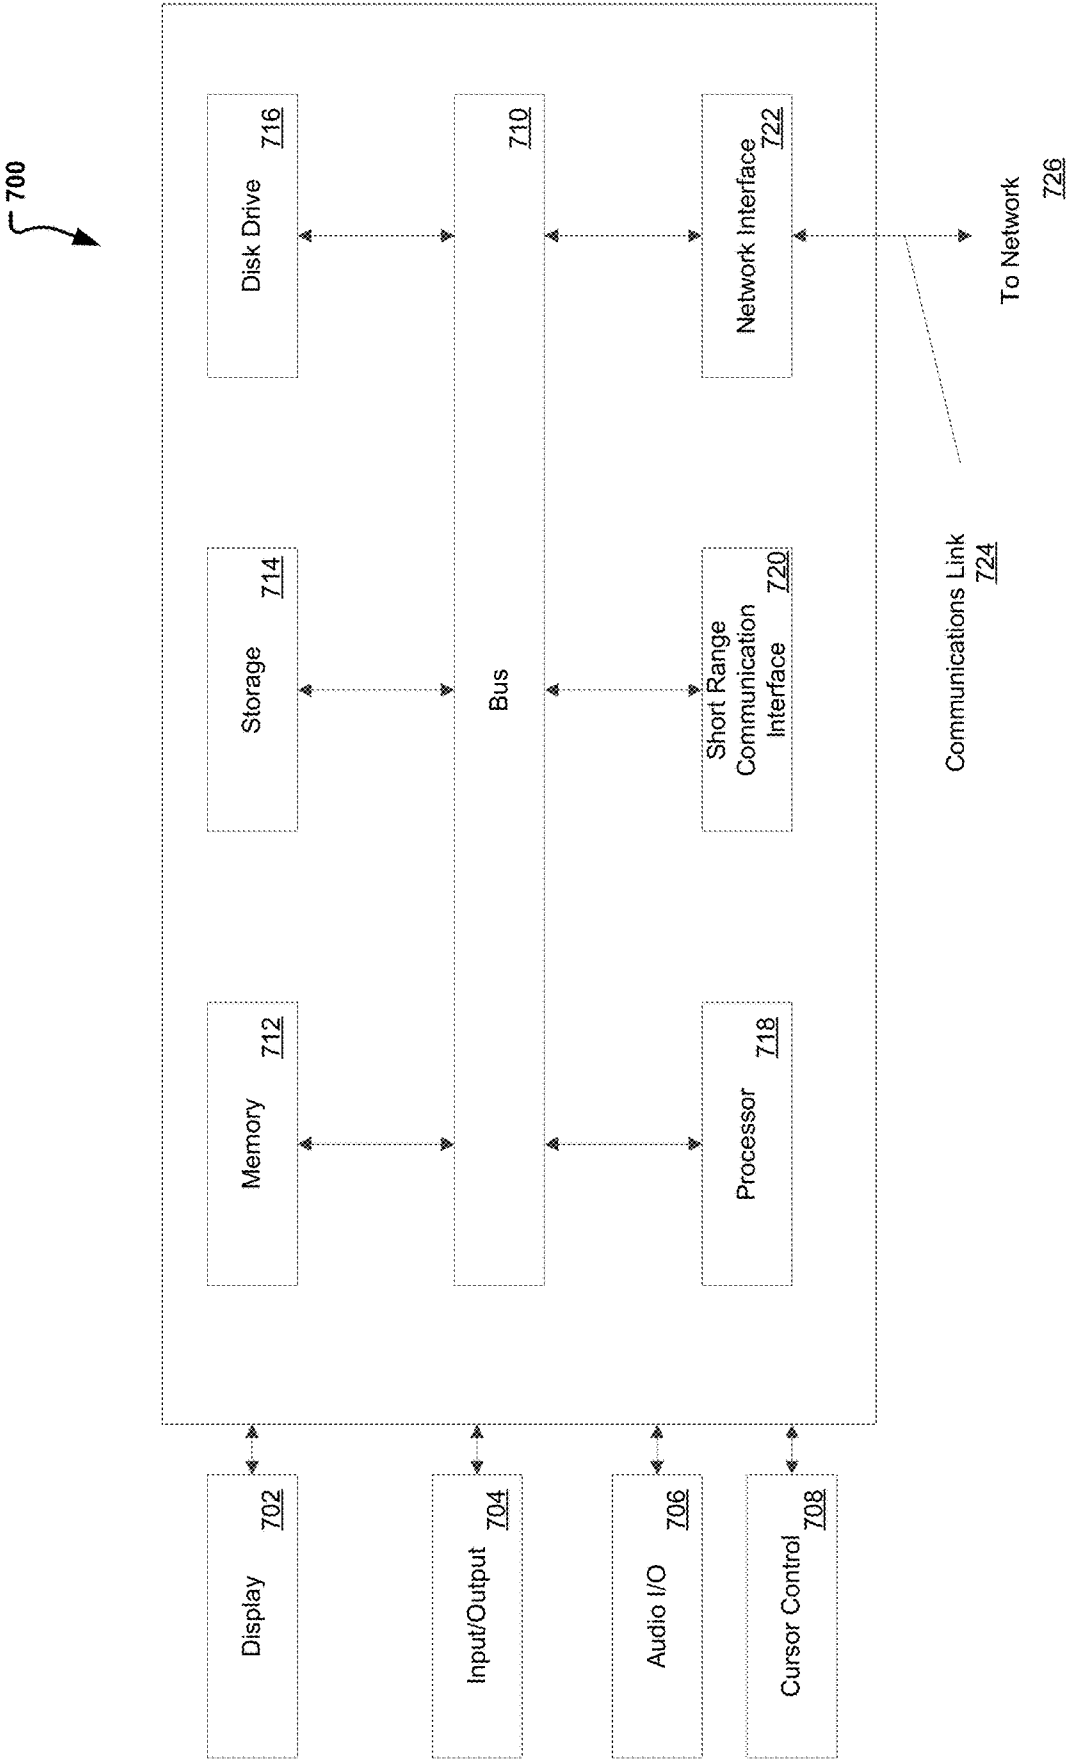 700
Display
702
Input/Output
704
Audio I/O
706
Cursor Control
708
Memory
712
Storage
714
Disk Drive
716
Bus
710
Processor
718
Short Range
Communication
Interface
720
Network Interface
722
Communications Link
724
To Network
726